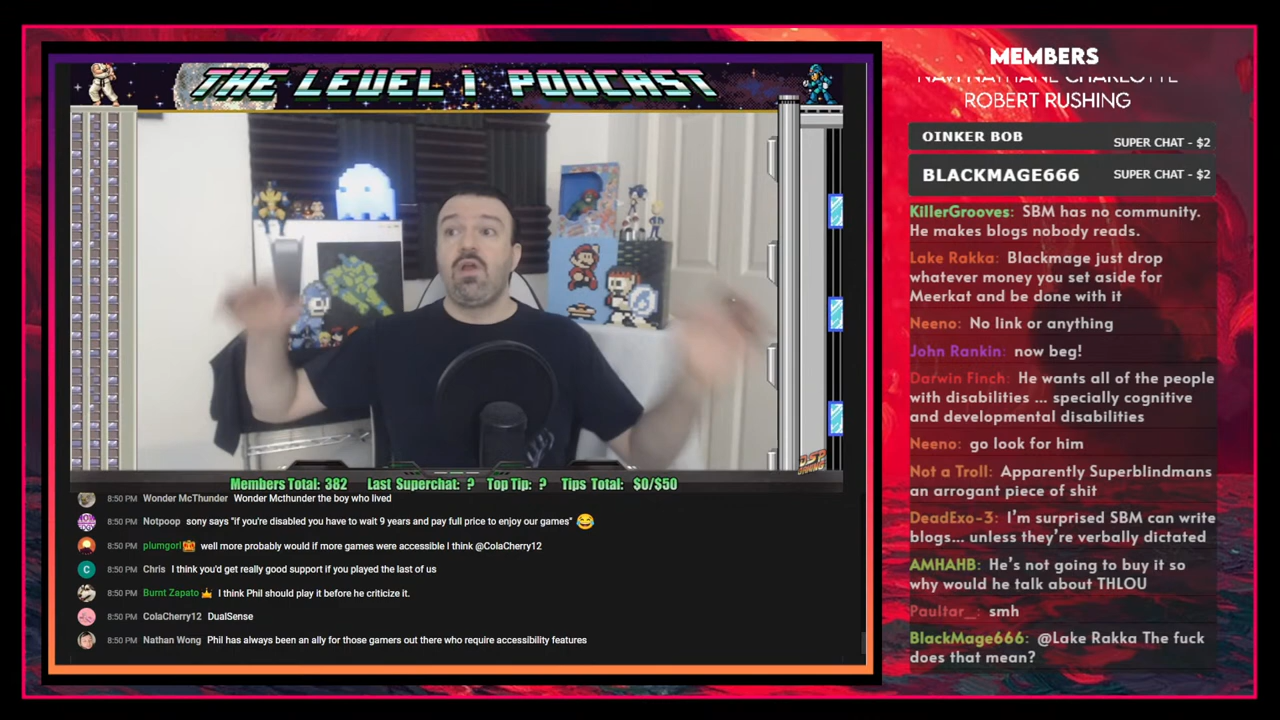 THE LEVEL 1 PODCAST
Members Total: 382 Last Superchat: ? Top Tip: ? Tips Total: $0/$50
8:50 PM Wonder McThunder Wonder Mcthunder the boy who lived
8:50 PM Notpoop sony says "if you're disabled you have to wait 9 years and pay full price to enjoy our games" 😂
8:50 PM plumgorl well more probably would if more games were accessible I think @ColaCherry12
C 8:50 PM Chris I think you'd get really good support if you played the last of us
8:50 PM Burnt Zapato I think Phil should play it before he criticize it.
8:50 PM ColaCherry12 DualSense
8:50 PM Nathan Wong Phil has always been an ally for those gamers out there who require accessibility features
DSP
GAMING
MEMBERS
NAVI NATHANE CHARLOTTE
ROBERT RUSHING
OINKER BOB SUPER CHAT - $2
BLACKMAGE666 SUPER CHAT - $2
KillerGrooves: SBM has no community.
He makes blogs nobody reads.
Lake Rakka: Blackmage just drop
whatever money you set aside for
Meerkat and be done with it
Neeno: No link or anything
John Rankin: now beg!
Darwin Finch: He wants all of the people
with disabilities ... specially cognitive
and developmental disabilities
Neeno: go look for him
Not a Troll: Apparently Superblindmans
an arrogant piece of shit
DeadExo-3: I'm surprised SBM can write
blogs... unless they're verbally dictated
AMHAHB: He's not going to buy it so
why would he talk about THLOU
Paultar_: smh
BlackMage666: @Lake Rakka The fuck
does that mean?